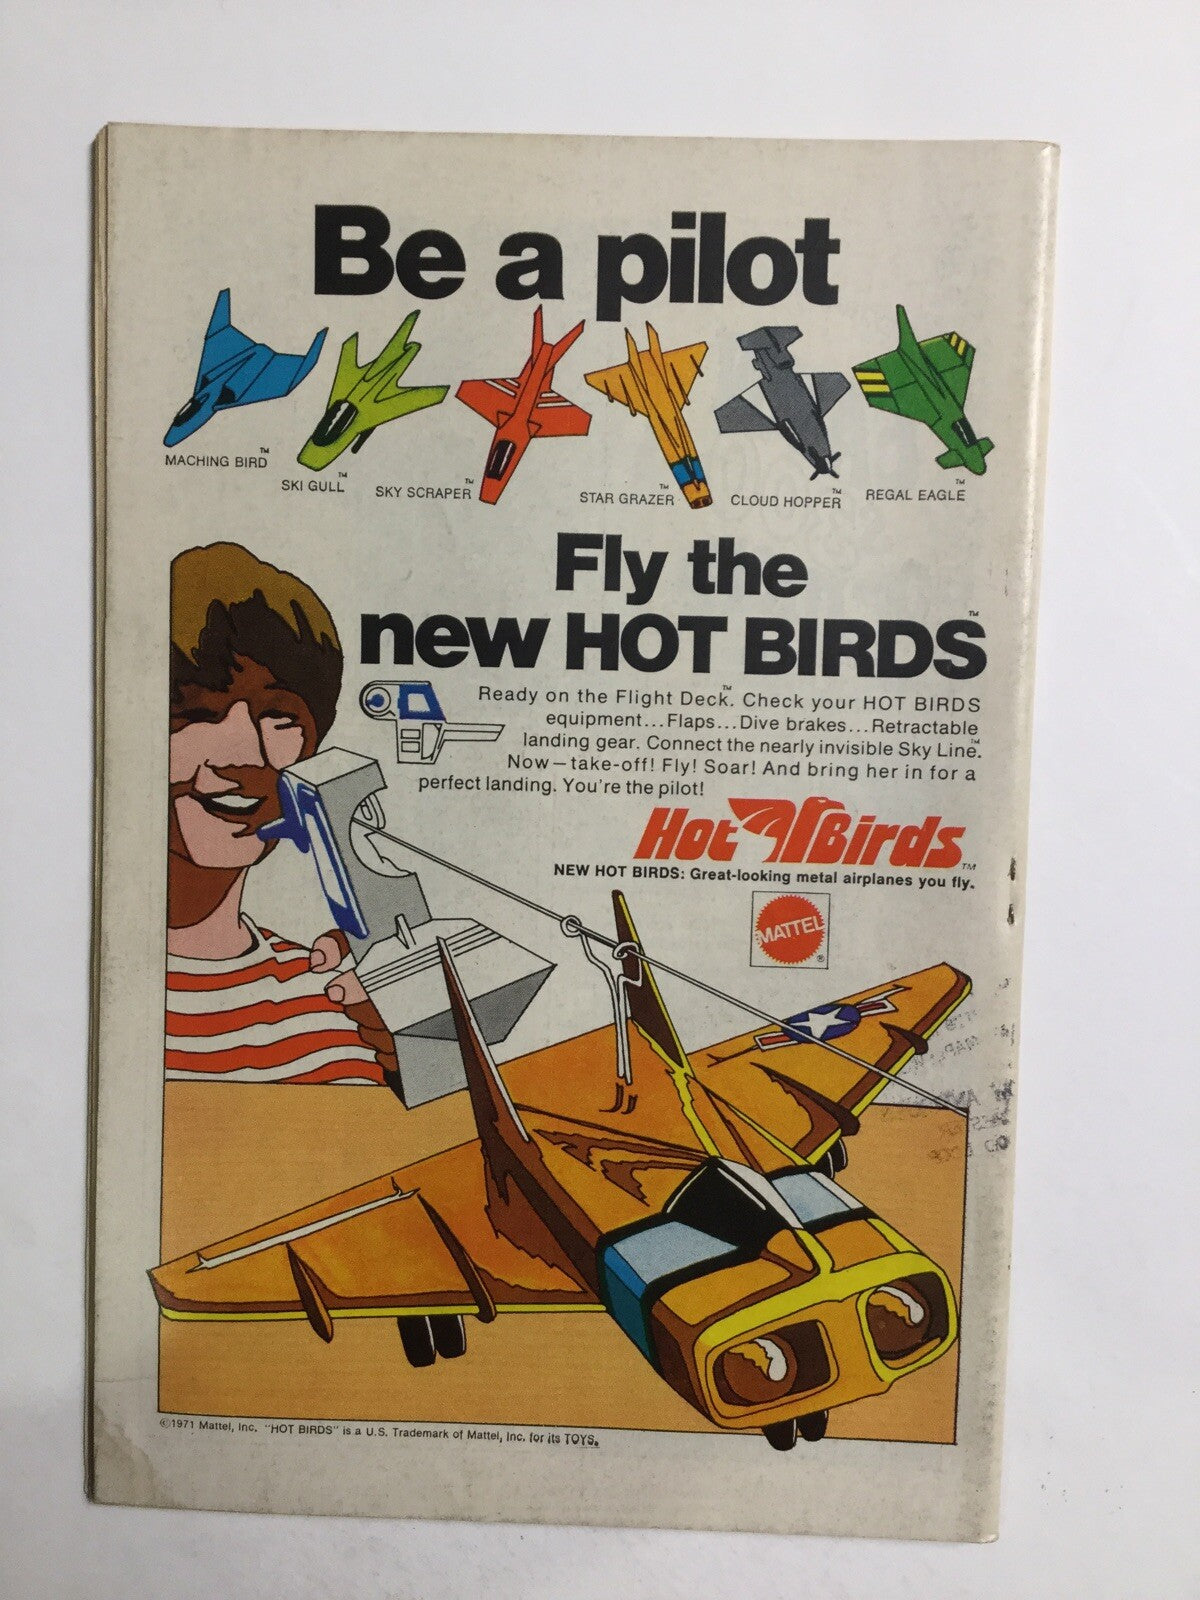 Be a pilot
MACHING BIRD™
SKI GULL™
SKY SCRAPER™
STAR GRAZER™
CLOUD HOPPER™
REGAL EAGLE™
Fly the
new HOT BIRDS™
Ready on the Flight Deck™. Check your HOT BIRDS
equipment...Flaps...Dive brakes...Retractable
landing gear. Connect the nearly invisible Sky Line™.
Now—take-off! Fly! Soar! And bring her in for a
perfect landing. You're the pilot!
Hot Birds™
NEW HOT BIRDS: Great-looking metal airplanes you fly.
MATTEL®
©1971 Mattel, Inc. "HOT BIRDS" is a U.S. Trademark of Mattel, Inc. for its TOYS.